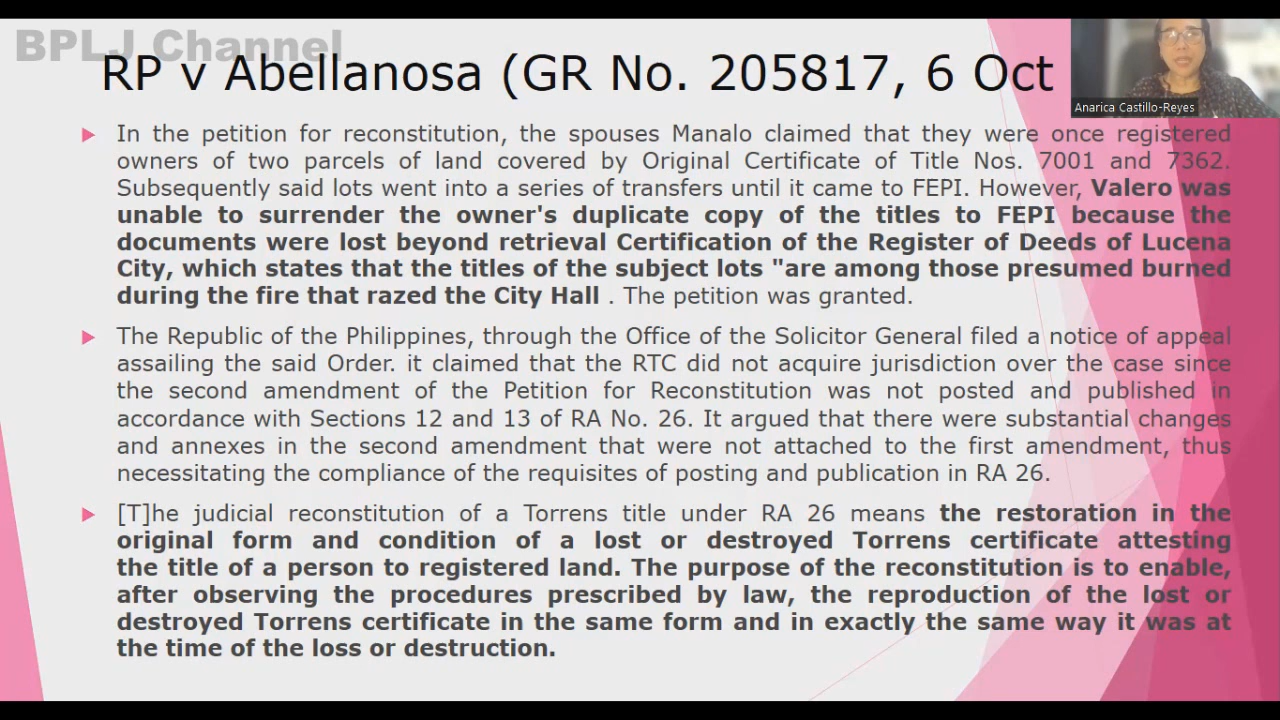 BPLJ Channel
RP v Abellanosa (GR No. 205817, 6 Oct
Anarica Castillo-Reyes
In the petition for reconstitution, the spouses Manalo claimed that they were once registered
owners of two parcels of land covered by Original Certificate of Title Nos. 7001 and 7362.
Subsequently said lots went into a series of transfers until it came to FEPI. However, Valero was
unable to surrender the owner's duplicate copy of the titles to FEPI because the
documents were lost beyond retrieval Certification of the Register of Deeds of Lucena
City, which states that the titles of the subject lots "are among those presumed burned
during the fire that razed the City Hall . The petition was granted.
The Republic of the Philippines, through the Office of the Solicitor General filed a notice of appeal
assailing the said Order. it claimed that the RTC did not acquire jurisdiction over the case since
the second amendment of the Petition for Reconstitution was not posted and published in
accordance with Sections 12 and 13 of RA No. 26. It argued that there were substantial changes
and annexes in the second amendment that were not attached to the first amendment, thus
necessitating the compliance of the requisites of posting and publication in RA 26.
[T]he judicial reconstitution of a Torrens title under RA 26 means the restoration in the
original form and condition of a lost or destroyed Torrens certificate attesting
the title of a person to registered land. The purpose of the reconstitution is to enable,
after observing the procedures prescribed by law, the reproduction of the lost or
destroyed Torrens certificate in the same form and in exactly the same way it was at
the time of the loss or destruction.